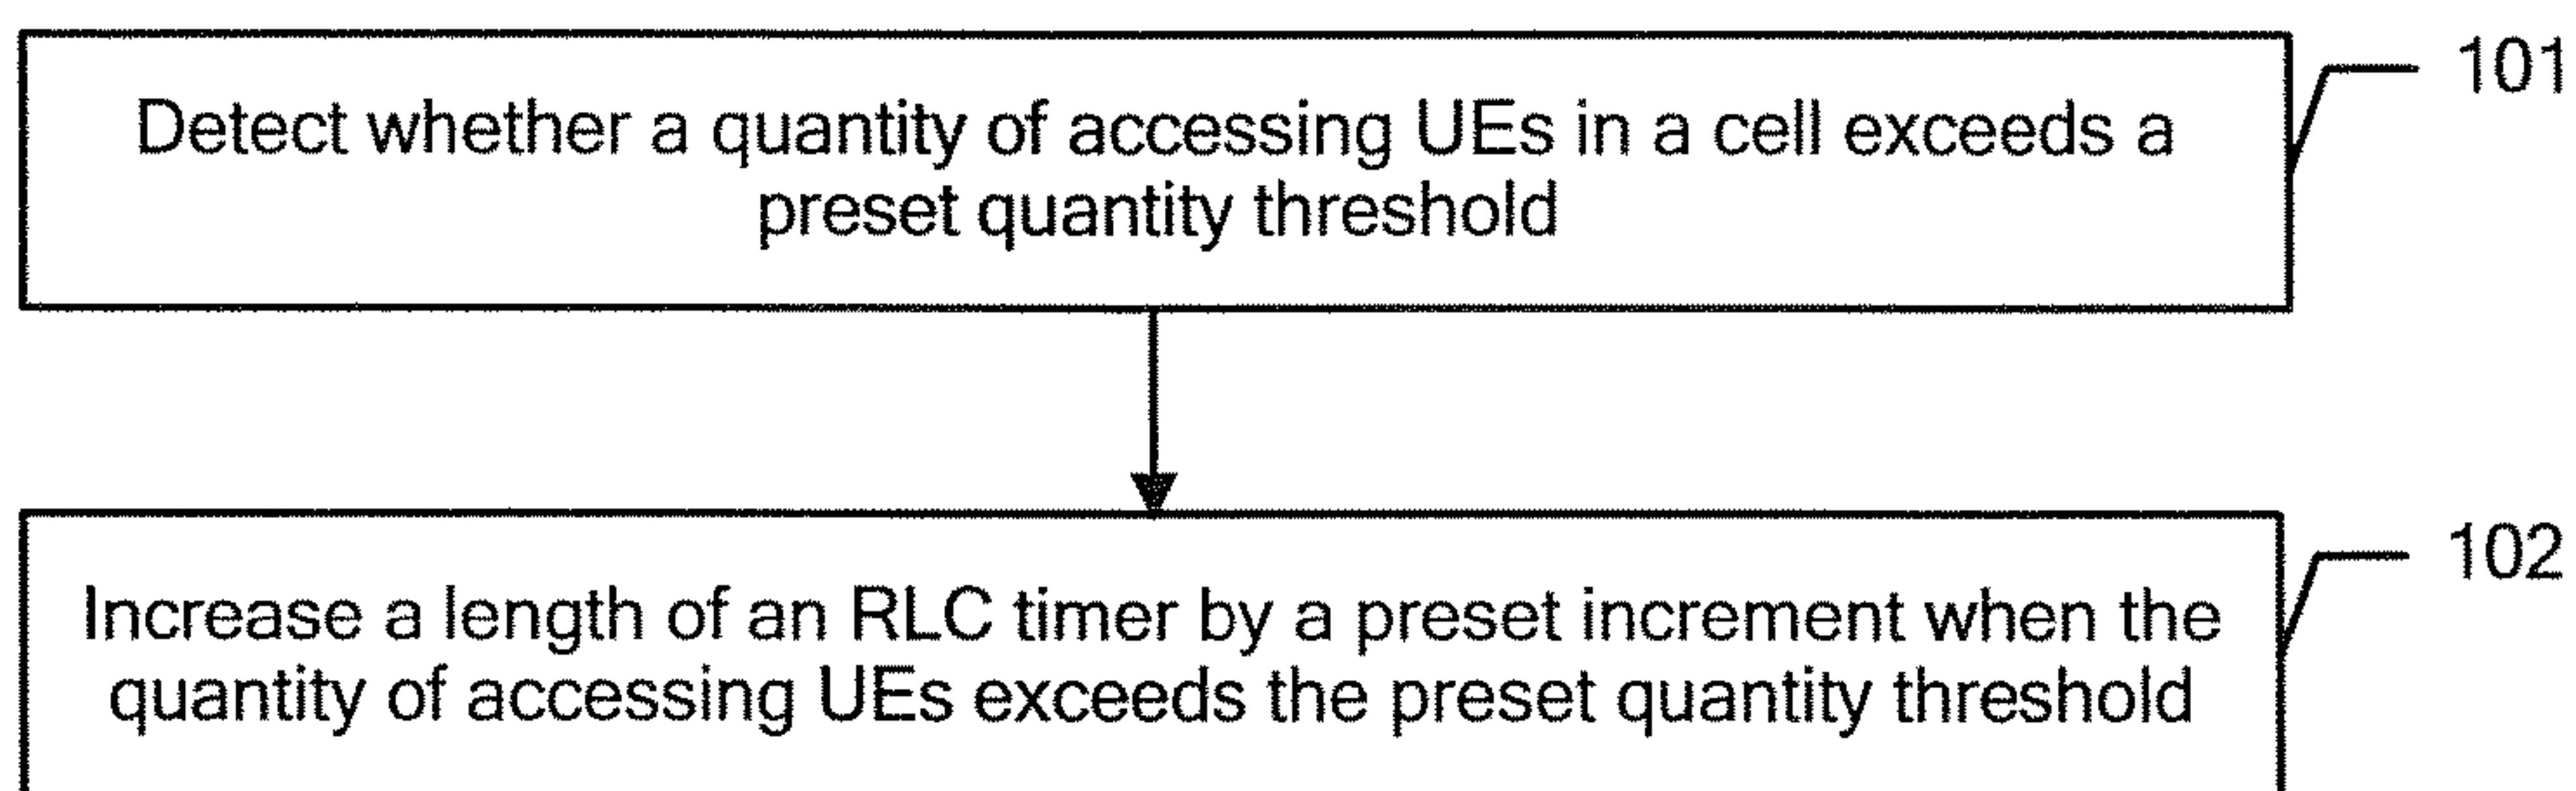 101
Detect whether a quantity of accessing UEs in a cell exceeds a
preset quantity threshold
102
Increase a length of an RLC timer by a preset increment when the
quantity of accessing UEs exceeds the preset quantity threshold